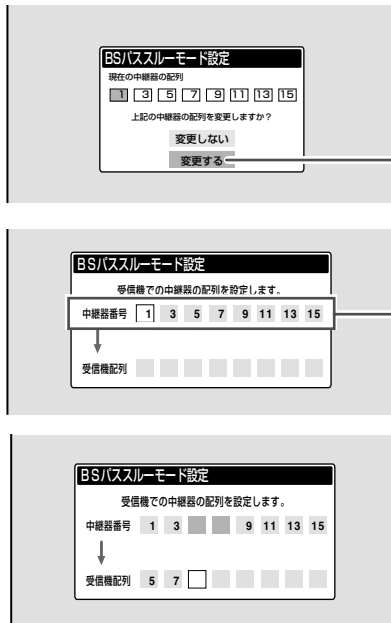 BSパススルーモード設定
現在の中継器の配列
1 3 5 7 9 11 13 15
上記の中継器の配列を変更しますか？
変更しない
変更する
BSパススルーモード設定
受信機での中継器の配列を設定します。
中継器番号 1 3 5 7 9 11 13 15
受信機配列
BSパススルーモード設定
受信機での中継器の配列を設定します。
中継器番号 1 3 9 11 13 15
受信機配列 5 7